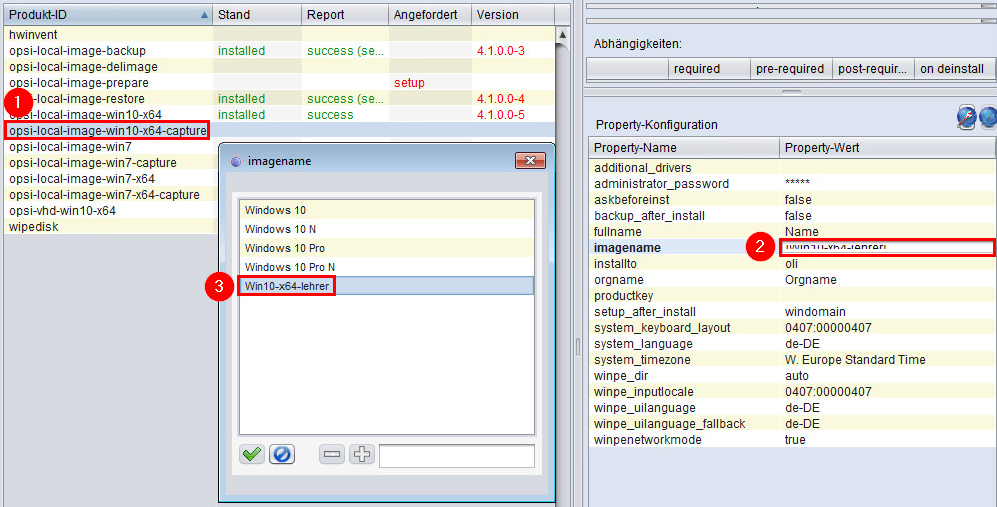 Produkt-ID Stand Report Angefordert Version
hwinvent
opsi-local-image-backup installed success (se... 4.1.0.0-3
opsi-local-image-delimage
opsi-local-image-prepare setup
opsi-local-image-restore installed success (se... 4.1.0.0-4
1
opsi-local-image-win10-x64 installed success 4.1.0.0-5
opsi-local-image-win10-x64-capture
opsi-local-image-win7
opsi-local-image-win7-capture
opsi-local-image-win7-x64
opsi-local-image-win7-x64-capture
opsi-vhd-win10-x64
wipedisk
imagename
Windows 10
Windows 10 N
Windows 10 Pro
Windows 10 Pro N
3 Win10-x64-lehrer
Abhängigkeiten:
required pre-required post-requir... on deinstall
Property-Konfiguration
Property-Name Property-Wert
additional_drivers
administrator_password *****
askbeforeinst false
backup_after_install false
fullname Name
imagename 2 [Win10-x64-lehrer]
installto oli
orgname Orgname
productkey
setup_after_install windomain
system_keyboard_layout 0407:00000407
system_language de-DE
system_timezone W. Europe Standard Time
winpe_dir auto
winpe_inputlocale 0407:00000407
winpe_uilanguage de-DE
winpe_uilanguage_fallback de-DE
winpenetworkmode true